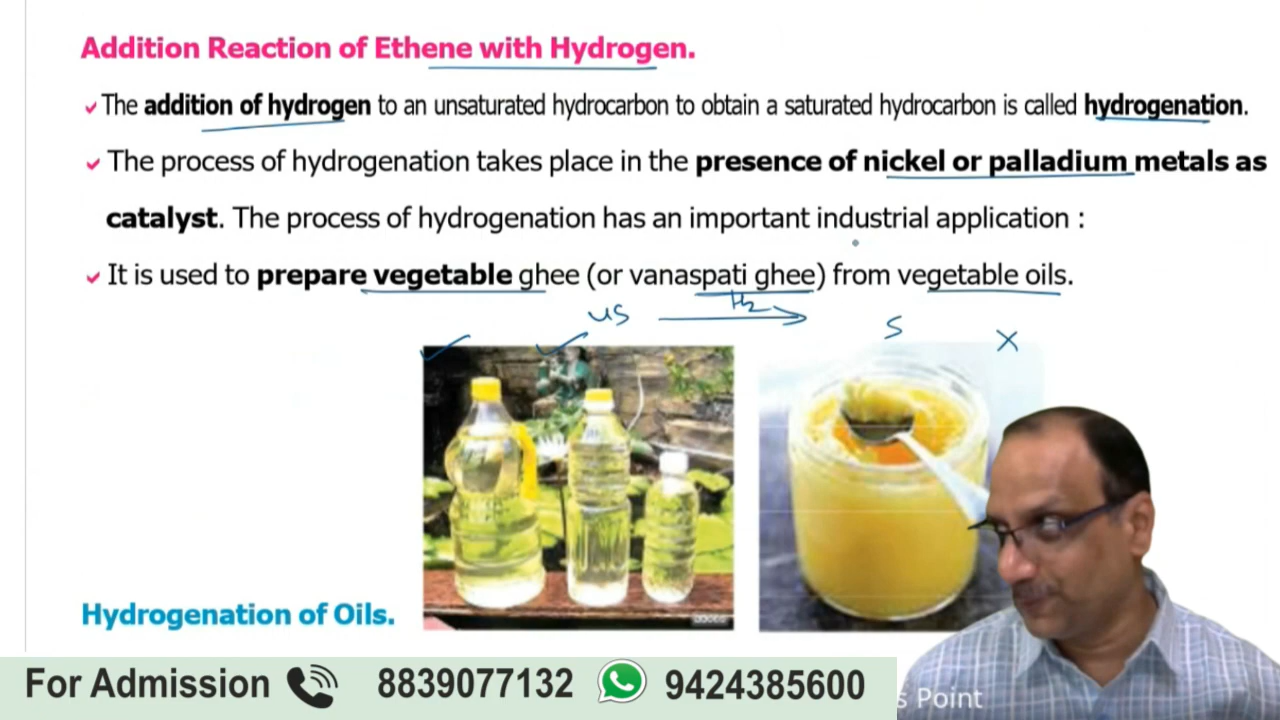 Addition Reaction of Ethene with Hydrogen.
The addition of hydrogen to an unsaturated hydrocarbon to obtain a saturated hydrocarbon is called hydrogenation.
The process of hydrogenation takes place in the presence of nickel or palladium metals as
catalyst. The process of hydrogenation has an important industrial application :
It is used to prepare vegetable ghee (or vanaspati ghee) from vegetable oils.
US H2 S X
Hydrogenation of Oils.
For Admission 8839077132 9424385600
s Point